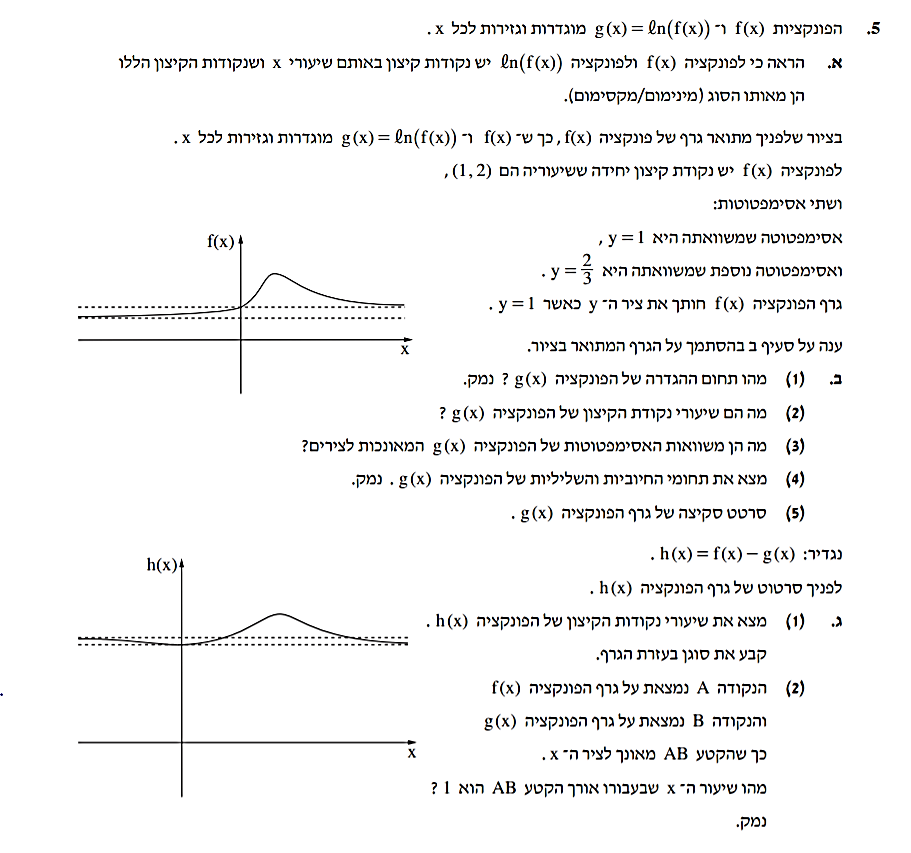 5. הפונקציות f(x) ו־ g(x) = ℓn(f(x)) מוגדרות וגזירות לכל x .
א. הראה כי לפונקציה f(x) ולפונקציה ℓn(f(x)) יש נקודות קיצון באותם שיעורי x ושנקודות הקיצון הללו
הן מאותו הסוג (מינימום/מקסימום).
בציור שלפניך מתואר גרף של פונקציה f(x) , כך ש־ f(x) ו־ g(x) = ℓn(f(x)) מוגדרות וגזירות לכל x .
לפונקציה f(x) יש נקודת קיצון יחידה ששיעוריה הם (1, 2) ,
ושתי אסימפטוטות:
אסימפטוטה שמשוואתה היא y = 1 ,
ואסימפטוטה נוספת שמשוואתה היא y = 2/3 .
גרף הפונקציה f(x) חותך את ציר ה־ y כאשר y = 1 .
f(x)
x
ענה על סעיף ב בהסתמך על הגרף המתואר בציור.
ב. (1) מהו תחום ההגדרה של הפונקציה g(x) ? נמק.
(2) מה הם שיעורי נקודת הקיצון של הפונקציה g(x) ?
(3) מה הן משוואות האסימפטוטות של הפונקציה g(x) המאונכות לצירים?
(4) מצא את תחומי החיוביות והשליליות של הפונקציה g(x) . נמק.
(5) סרטט סקיצה של גרף הפונקציה g(x) .
נגדיר: h(x) = f(x) − g(x) .
לפניך סרטוט של גרף הפונקציה h(x) .
h(x)
x
ג. (1) מצא את שיעורי נקודות הקיצון של הפונקציה h(x) .
קבע את סוגן בעזרת הגרף.
(2) הנקודה A נמצאת על גרף הפונקציה f(x)
והנקודה B נמצאת על גרף הפונקציה g(x)
כך שהקטע AB מאונך לציר ה־ x .
מהו שיעור ה־ x שבעבורו אורך הקטע AB הוא 1 ?
נמק.